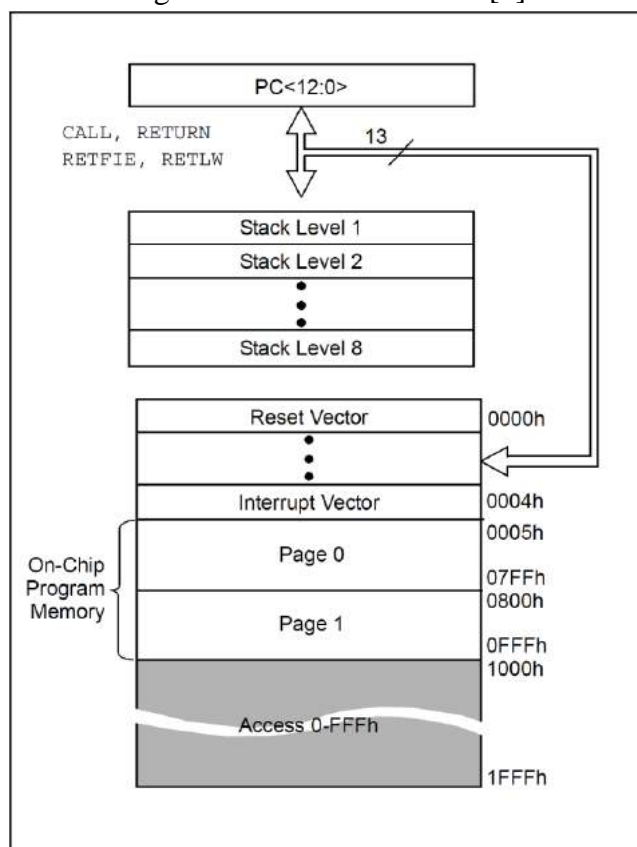 PC<12:0>
CALL, RETURN
13
RETFIE, RETLW
Stack Level 1
Stack Level 2
Stack Level 8
Reset Vector
0000h
Interrupt Vector
0004h
0005h
On-Chip
Program
Memory
Page 0
07FFh
0800h
Page 1
0FFFh
1000h
Access 0-FFFh
1FFFh